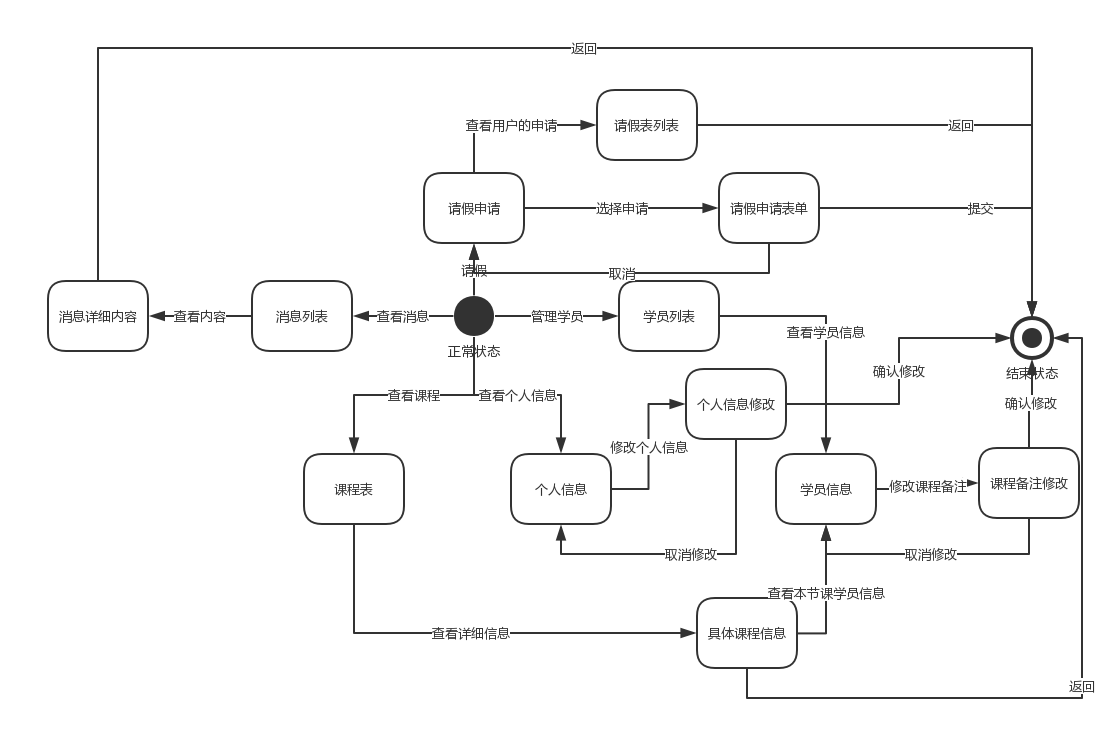 返回
查看用户的申请
请假表列表
返回
请假申请
选择申请
请假申请表单
提交
请假
取消
消息详细内容
查看内容
消息列表
查看消息
管理学员
学员列表
查看学员信息
正常状态
结束状态
确认修改
查看课程
查看个人信息
个人信息修改
确认修改
修改个人信息
课程表
个人信息
学员信息
修改课程备注
课程备注修改
取消修改
取消修改
查看本节课学员信息
查看详细信息
具体课程信息
返回